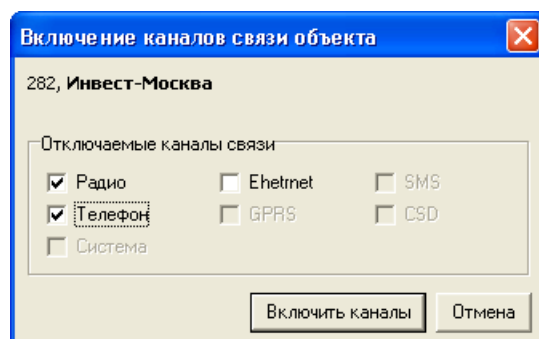 Включение каналов связи объекта
282, Инвест-Москва
Отключаемые каналы связи
Радио Ehetrnet SMS
Телефон GPRS CSD
Система
Включить каналы Отмена